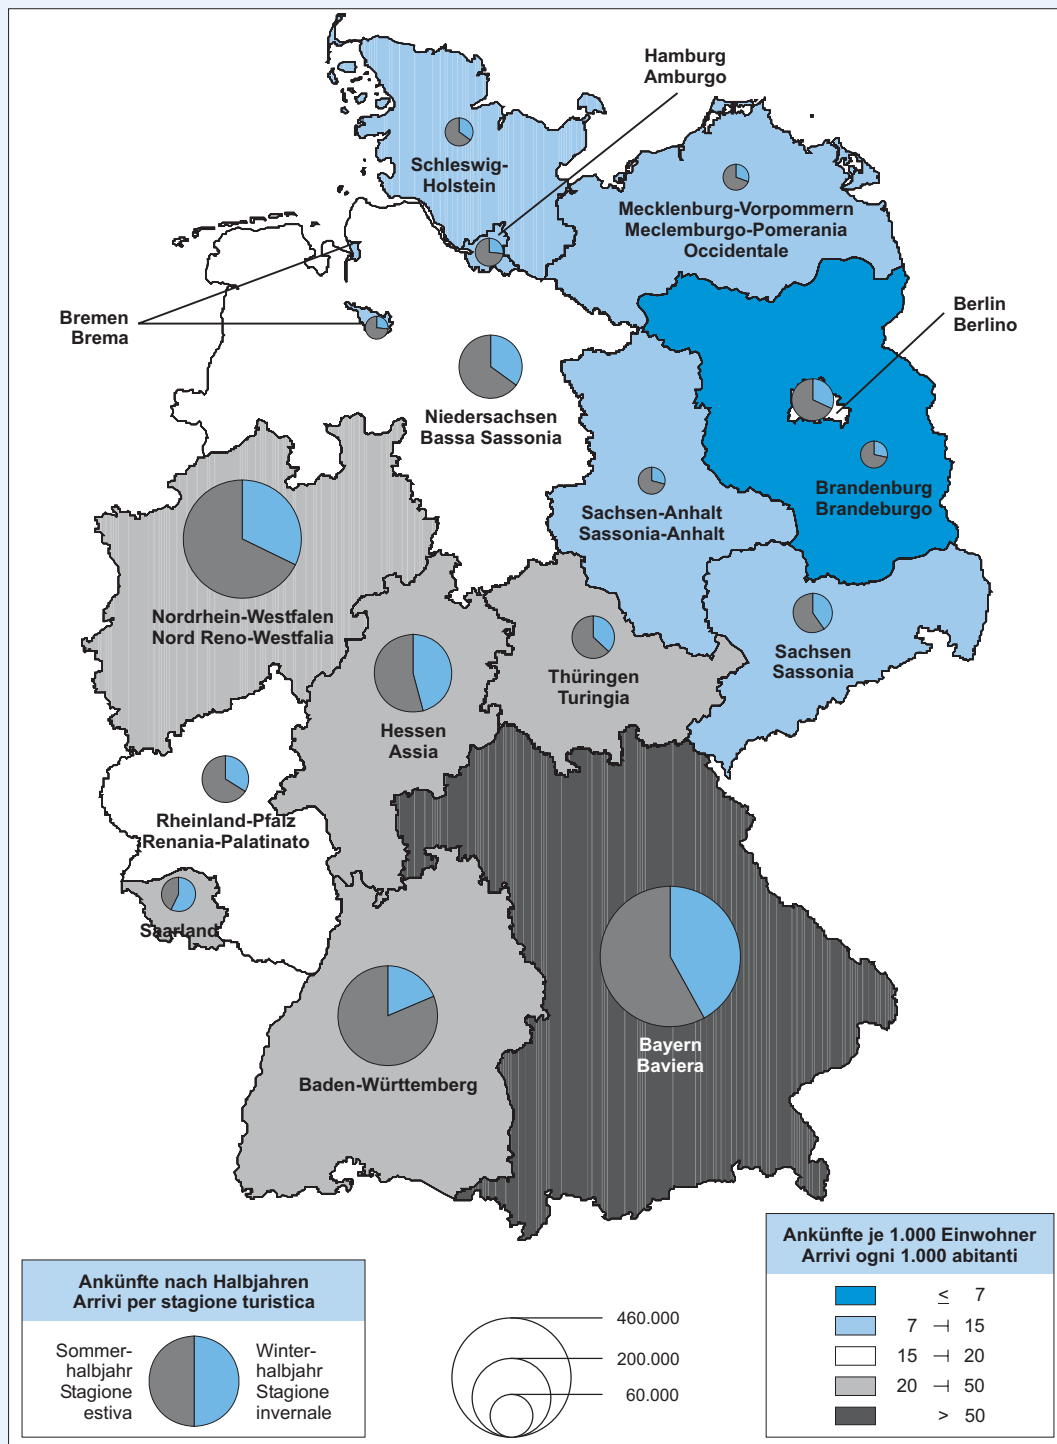 Hamburg
Amburgo
Schleswig-
Holstein
Mecklenburg-Vorpommern
Meclemburgo-Pomerania
Occidentale
Bremen
Brema
Berlin
Berlino
Niedersachsen
Bassa Sassonia
Brandenburg
Brandeburgo
Sachsen-Anhalt
Sassonia-Anhalt
Nordrhein-Westfalen
Nord Reno-Westfalia
Sachsen
Sassonia
Thüringen
Turingia
Hessen
Assia
Rheinland-Pfalz
Renania-Palatinato
Saarland
Bayern
Baviera
Baden-Württemberg
Ankünfte nach Halbjahren
Arrivi per stagione turistica
Sommer-
halbjahr
Stagione
estiva
Winter-
halbjahr
Stagione
invernale
460.000
200.000
60.000
Ankünfte je 1.000 Einwohner
Arrivi ogni 1.000 abitanti
≤ 7
7 ⊣ 15
15 ⊣ 20
20 ⊣ 50
> 50